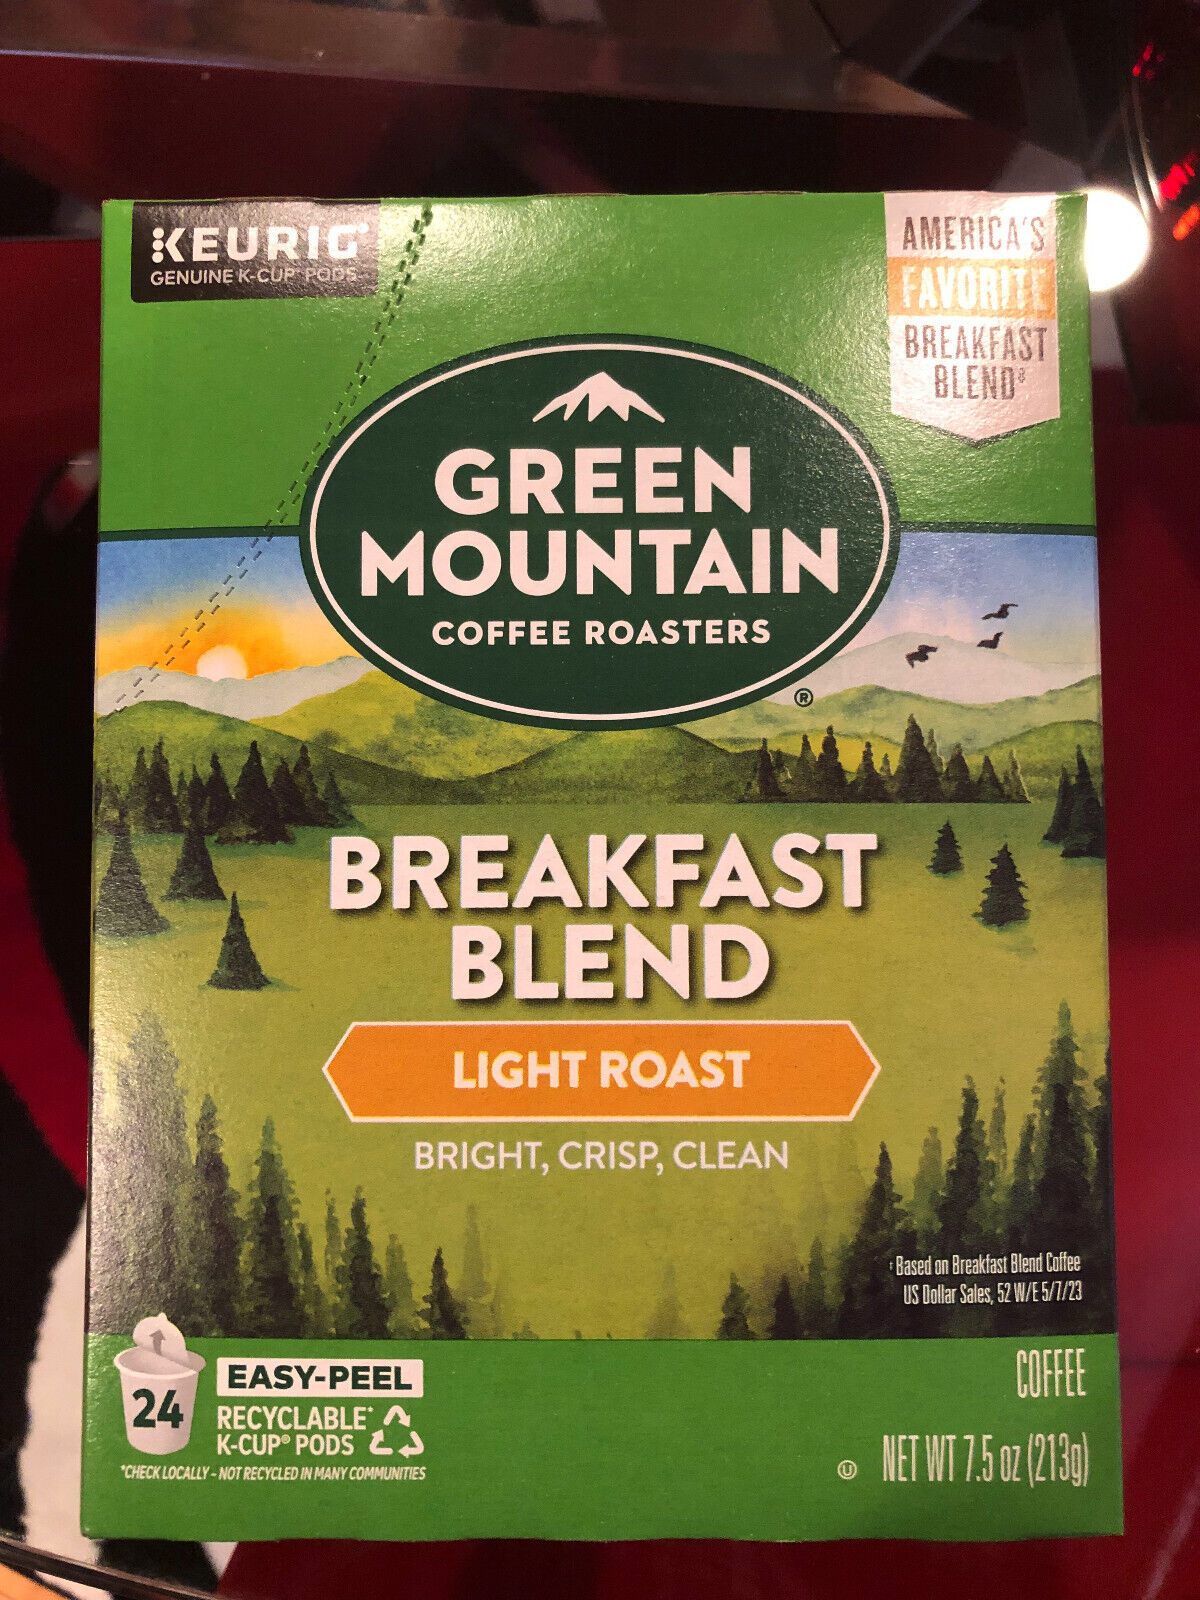 KEURIG
GENUINE K-CUP® PODS
AMERICA'S
FAVORITE
BREAKFAST
BLEND‡
GREEN
MOUNTAIN
COFFEE ROASTERS
®
BREAKFAST
BLEND
LIGHT ROAST
BRIGHT, CRISP, CLEAN
‡Based on Breakfast Blend Coffee
US Dollar Sales, 52 W/E 5/7/23
24
EASY-PEEL
RECYCLABLE*
K-CUP® PODS
*CHECK LOCALLY - NOT RECYCLED IN MANY COMMUNITIES
COFFEE
Ⓤ NET WT 7.5 oz (213g)